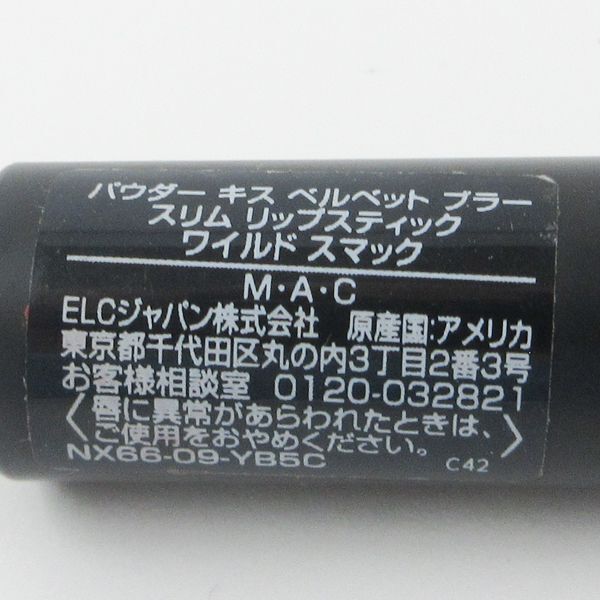 パウダー キス ベルベット ブラー
スリム リップスティック
ワイルド スマック
M・A・C
ELCジャパン株式会社 原産国:アメリカ
東京都千代田区丸の内3丁目2番3号
お客様相談室 0120-032821
〈唇に異常があらわれたときは、
ご使用をおやめください。〉
NX66-09-YB5C C42